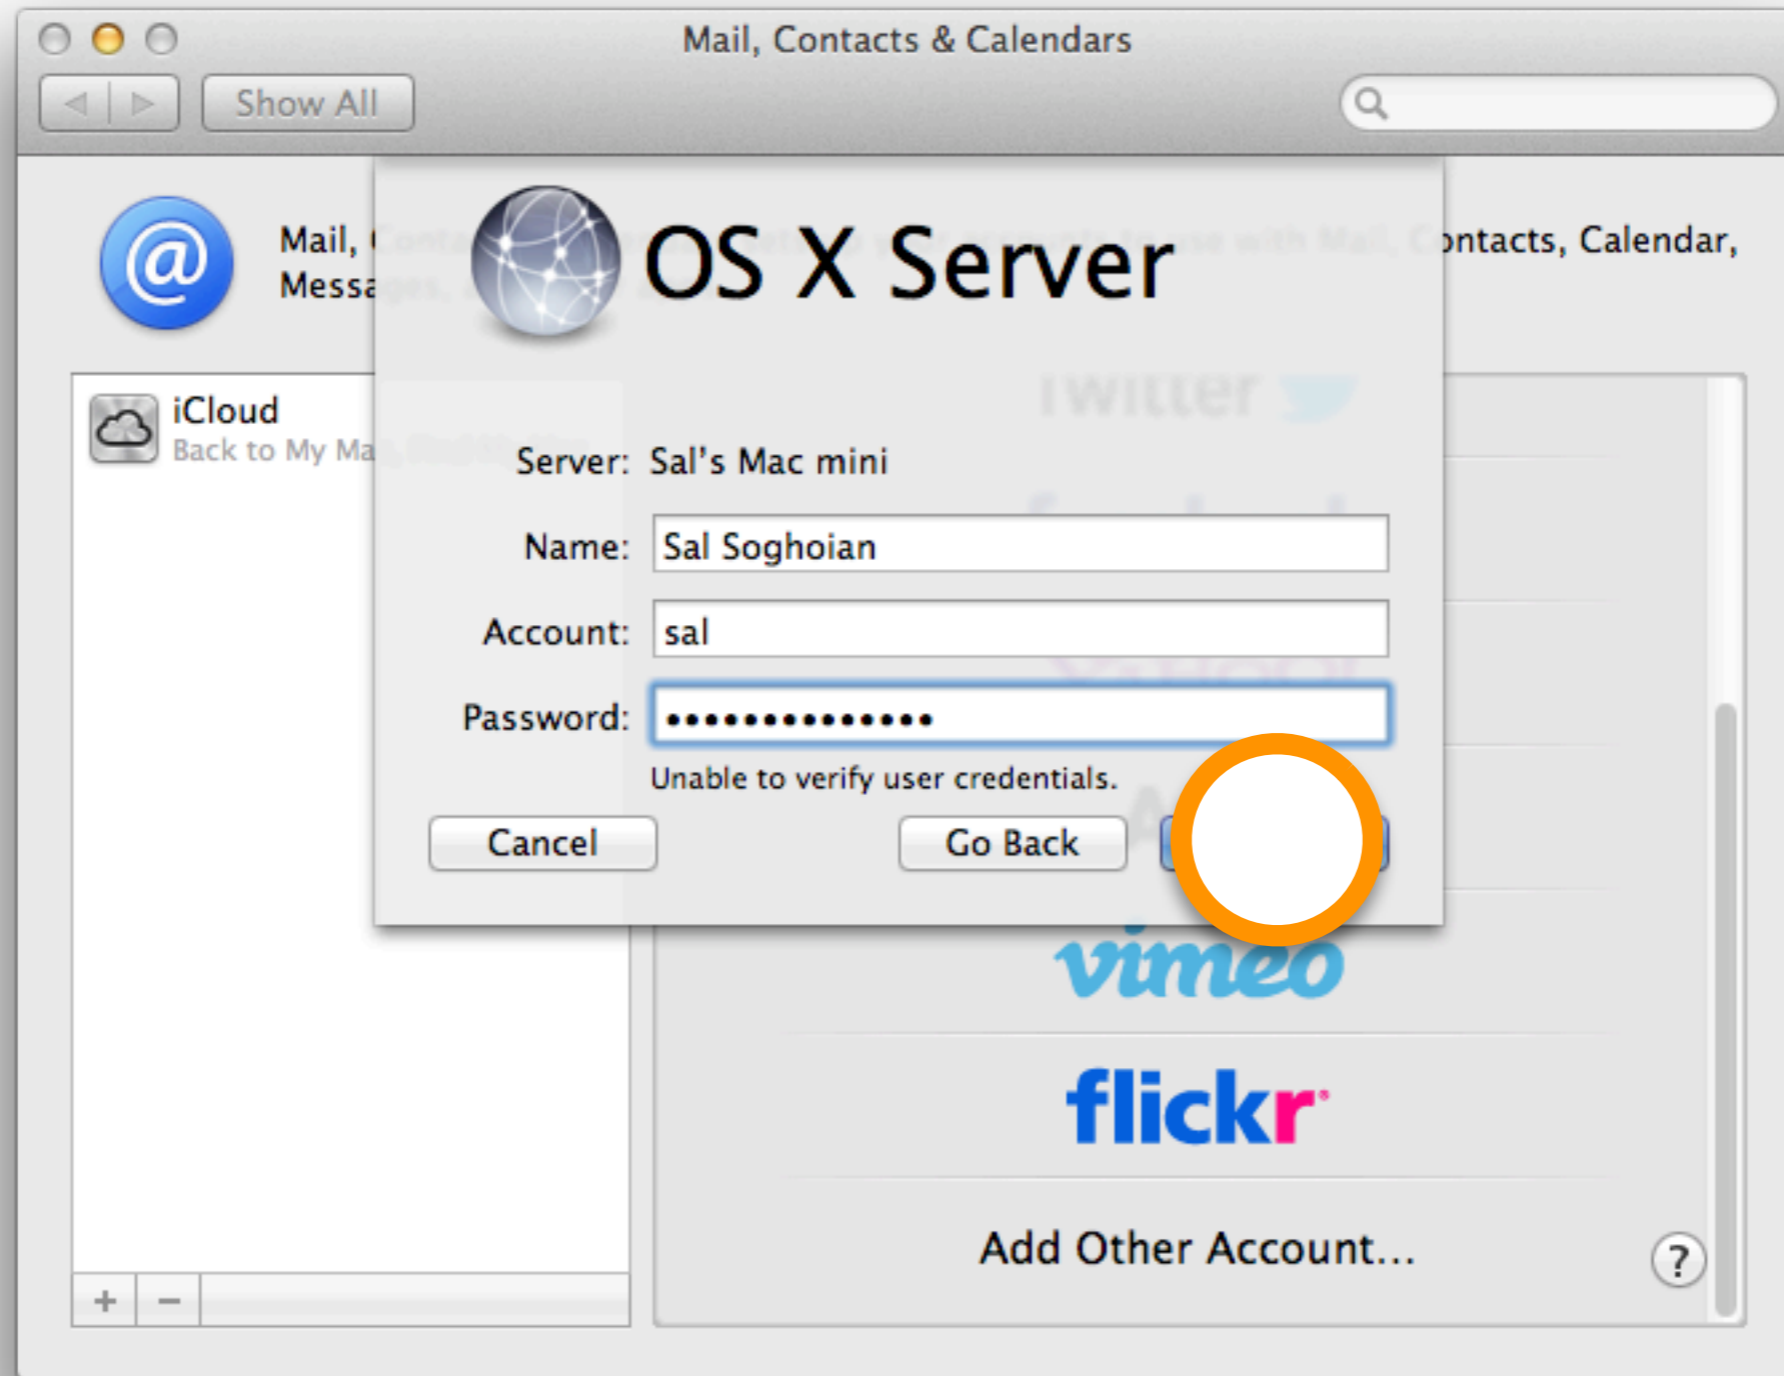 Mail, Contacts & Calendars
Show All
OS X Server
Mail,
ontacts, Calendar,
Messa
iCloud
Back to My Ma
Twitter
Server: Sal's Mac mini
Name: Sal Soghoian
Account: sal
YAHOO!
Password: ••••••••••••••
Unable to verify user credentials.
Cancel
Go Back
vimeo
flickr
Add Other Account...
?